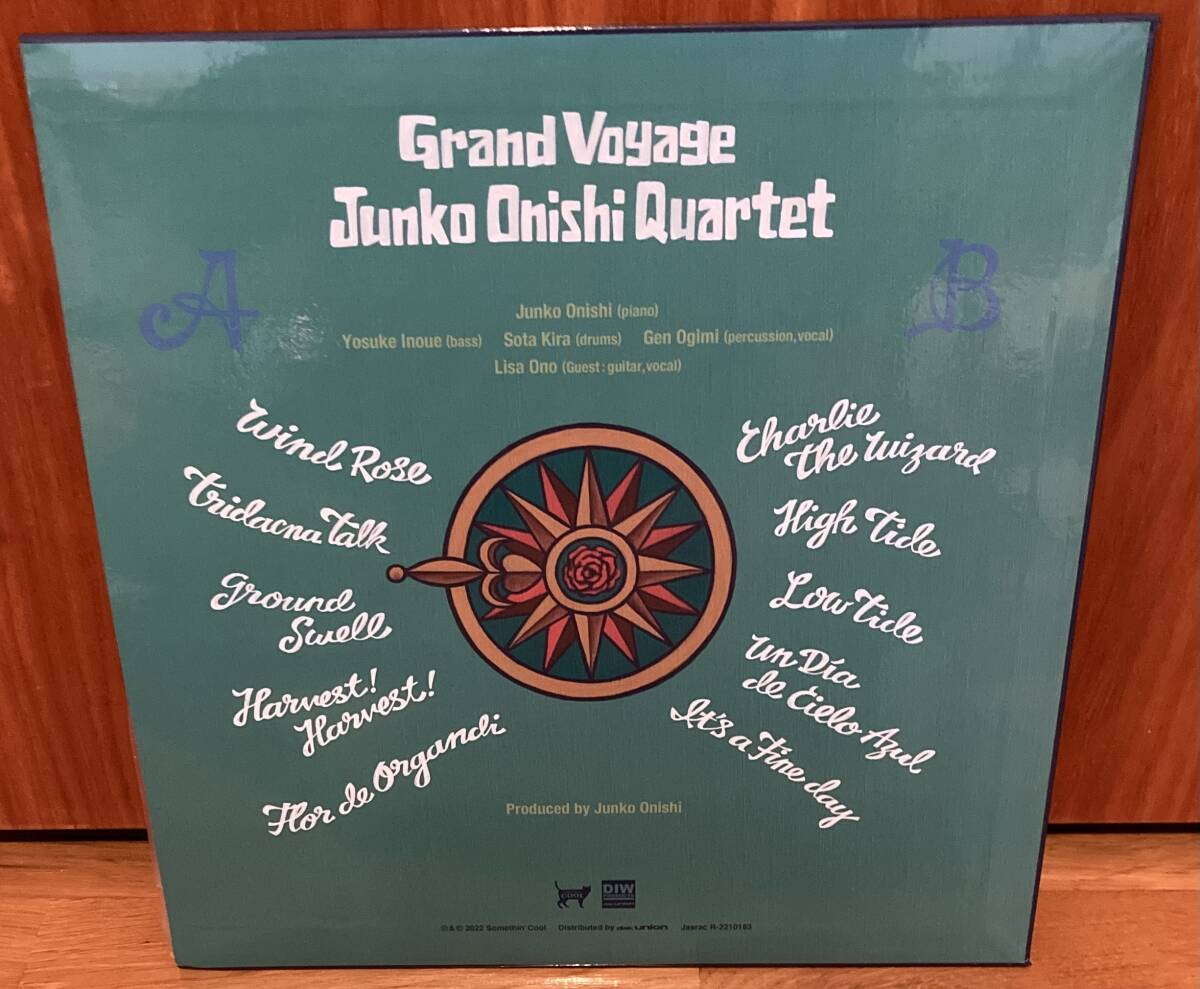 Grand Voyage
Junko Onishi Quartet
A
B
Junko Onishi (piano)
Yosuke Inoue (bass) Sota Kira (drums) Gen Ogimi (percussion,vocal)
Lisa Ono (Guest : guitar,vocal)
Wind Rose
Tridacna Talk
Ground
Swell
Harvest!
Harvest!
Flor de Organdi
Charlie
the Wizard
High Tide
Low Tide
Un Día
de Cielo Azul
It's a Fine day
Produced by Junko Onishi
COOL
DIW
℗ & © 2022 Somethin' Cool Distributed by disk union Jasrac R-2210163